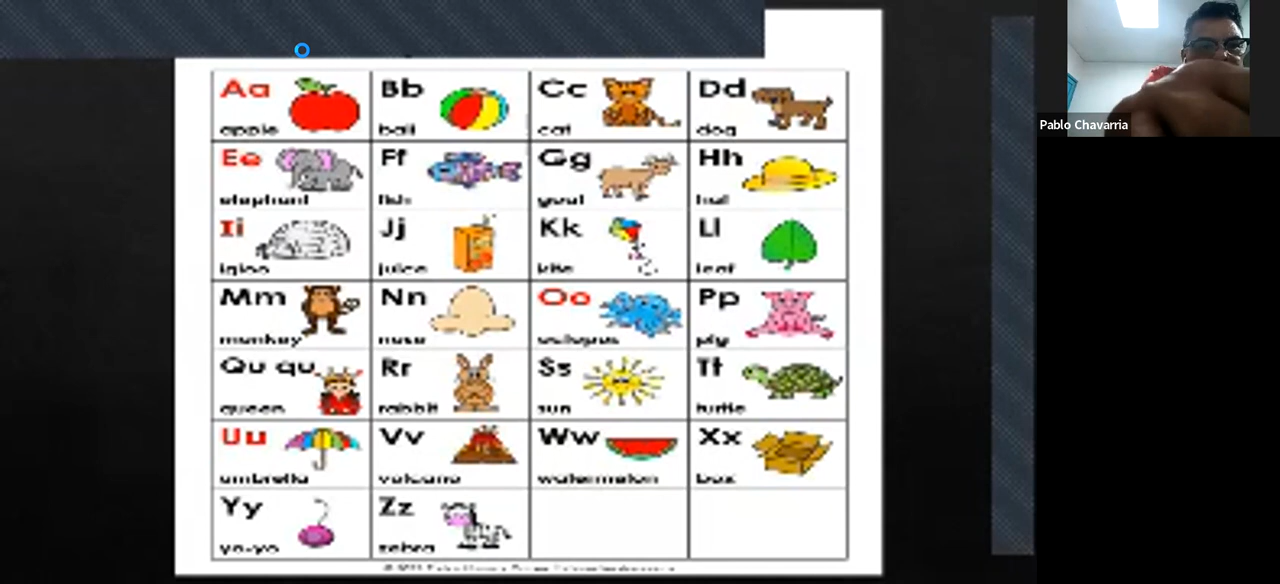 Aa Bb Cc Dd
apple ball cat dog
Ee Ff Gg Hh
elephant fish goat hat
Ii Jj Kk Ll
igloo juice kite leaf
Mm Nn Oo Pp
monkey nose octopus pig
Qu qu Rr Ss Tt
queen rabbit sun turtle
Uu Vv Ww Xx
umbrella volcano watermelon box
Yy Zz
yo-yo zebra
Pablo Chavarria